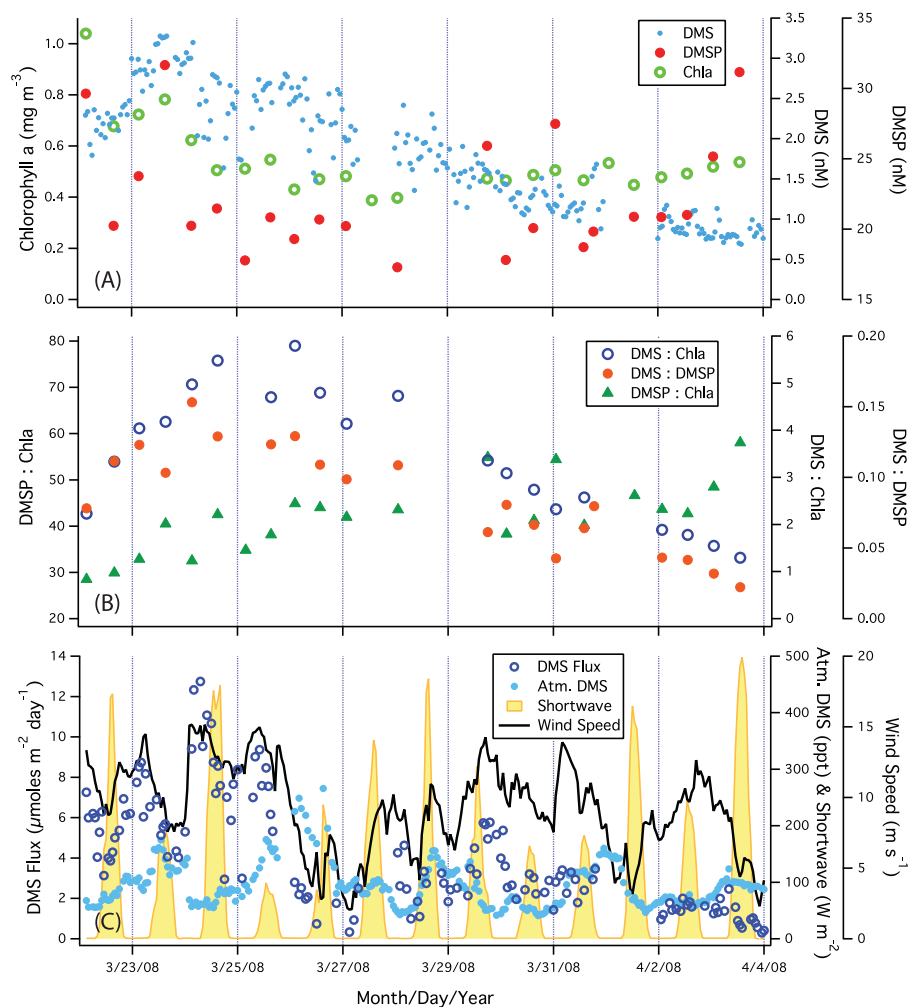 1.0
0.8
0.6
0.4
0.2
0.0
Chlorophyll a (mg m⁻³)
(A)
DMS
DMSP
Chla
3.5
3.0
2.5
2.0
1.5
1.0
0.5
0.0
DMS (nM)
35
30
25
20
15
DMSP (nM)
80
70
60
50
40
30
20
DMSP : Chla
(B)
DMS : Chla
DMS : DMSP
DMSP : Chla
6
5
4
3
2
1
0
DMS : Chla
0.20
0.15
0.10
0.05
0.00
DMS : DMSP
14
12
10
8
6
4
2
0
DMS Flux (µmoles m⁻² day⁻¹)
(C)
DMS Flux
Atm. DMS
Shortwave
Wind Speed
500
400
300
200
100
0
Atm. DMS (ppt) & Shortwave (W m⁻²)
20
15
10
5
0
Wind Speed (m s⁻¹)
3/23/08 3/25/08 3/27/08 3/29/08 3/31/08 4/2/08 4/4/08
Month/Day/Year